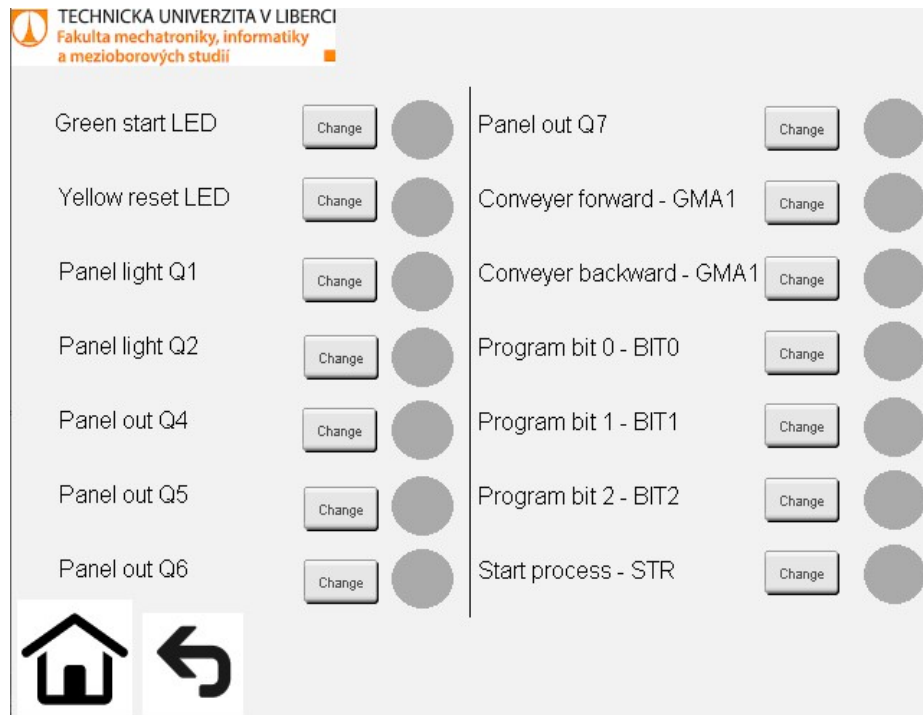 TECHNICKÁ UNIVERZITA V LIBERCI
Fakulta mechatroniky, informatiky
a mezioborových studií
Green start LED
Change
Yellow reset LED
Change
Panel light Q1
Change
Panel light Q2
Change
Panel out Q4
Change
Panel out Q5
Change
Panel out Q6
Change
Panel out Q7
Change
Conveyer forward - GMA1
Change
Conveyer backward - GMA1
Change
Program bit 0 - BIT0
Change
Program bit 1 - BIT1
Change
Program bit 2 - BIT2
Change
Start process - STR
Change